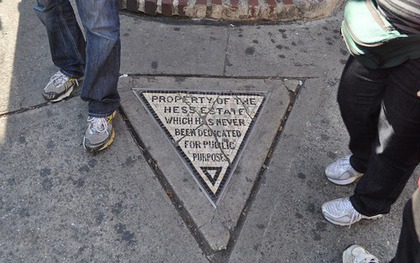 PROPERTY OF THE
HESS ESTATE
WHICH HAS NEVER
BEEN DEDICATED
FOR PUBLIC
PURPOSES